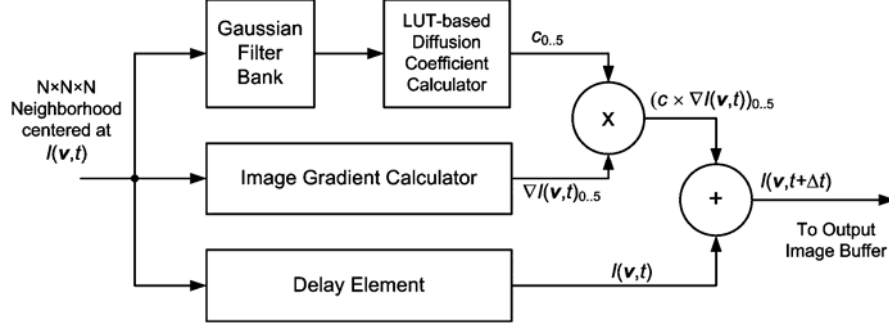 N×N×N
Neighborhood
centered at
I(v,t)
Gaussian
Filter
Bank
LUT-based
Diffusion
Coefficient
Calculator
c0..5
X
(c × ∇I(v,t))0..5
Image Gradient Calculator
∇I(v,t)0..5
+
I(v,t+Δt)
To Output
Image Buffer
Delay Element
I(v,t)